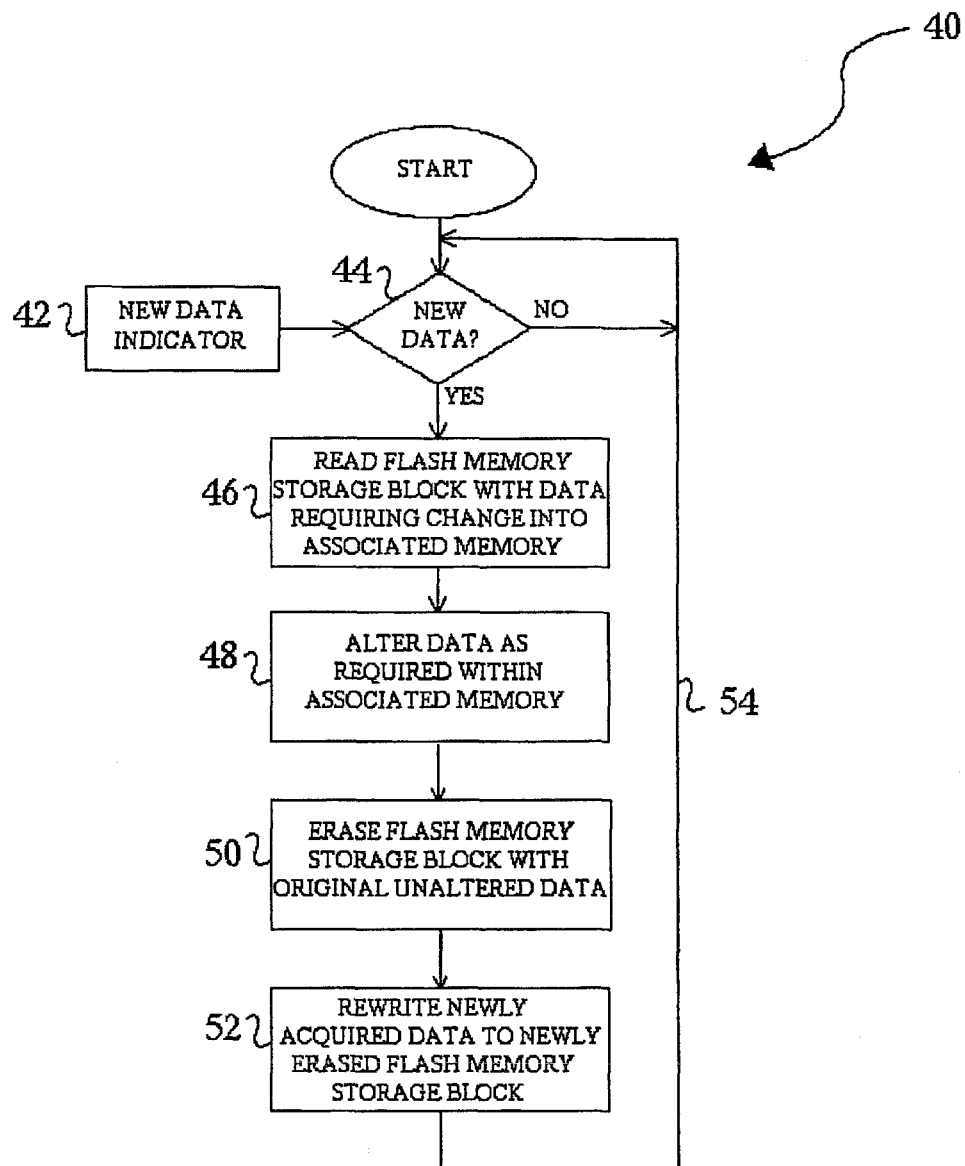 40
START
44
42
NEW DATA
INDICATOR
NEW
DATA?
NO
YES
46
READ FLASH MEMORY
STORAGE BLOCK WITH DATA
REQUIRING CHANGE INTO
ASSOCIATED MEMORY
48
ALTER DATA AS
REQUIRED WITHIN
ASSOCIATED MEMORY
54
50
ERASE FLASH MEMORY
STORAGE BLOCK WITH
ORIGINAL UNALTERED DATA
52
REWRITE NEWLY
ACQUIRED DATA TO NEWLY
ERASED FLASH MEMORY
STORAGE BLOCK